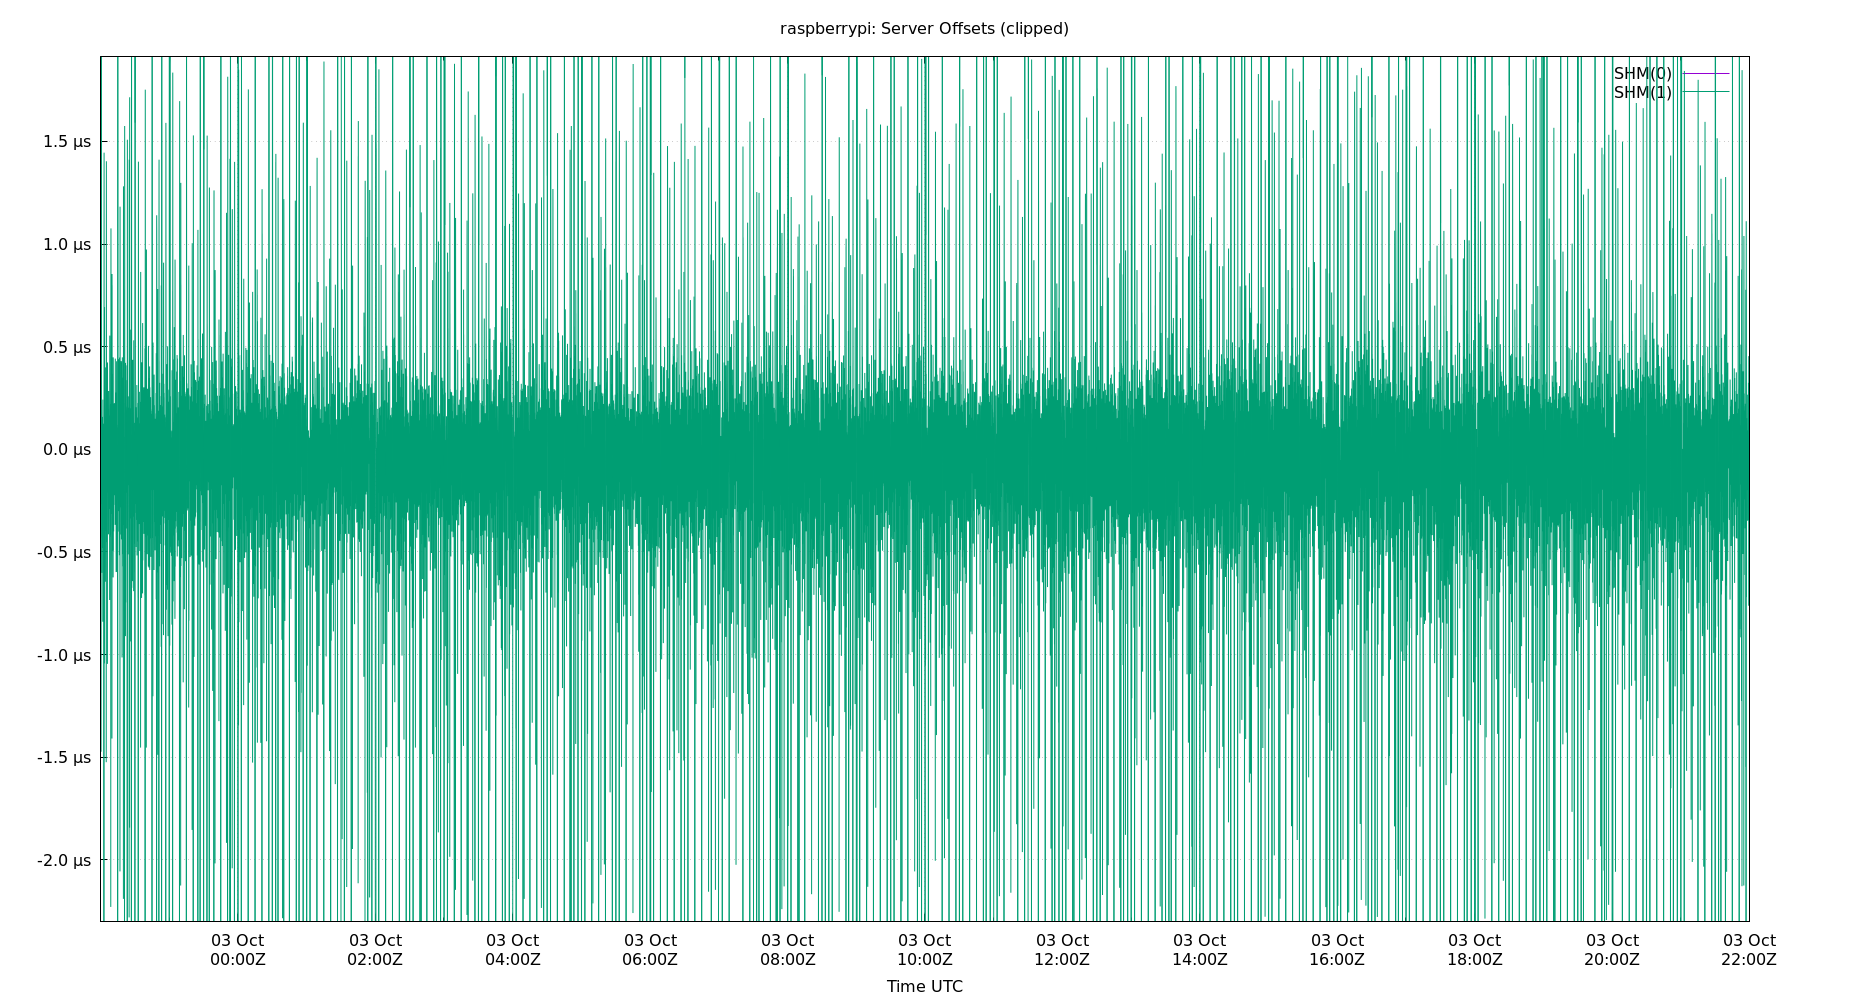 raspberrypi: Server Offsets (clipped)
SHM(0)
SHM(1)
1.5 µs
1.0 µs
0.5 µs
0.0 µs
-0.5 µs
-1.0 µs
-1.5 µs
-2.0 µs
03 Oct 03 Oct 03 Oct 03 Oct 03 Oct 03 Oct 03 Oct 03 Oct 03 Oct 03 Oct 03 Oct 03 Oct
00:00Z 02:00Z 04:00Z 06:00Z 08:00Z 10:00Z 12:00Z 14:00Z 16:00Z 18:00Z 20:00Z 22:00Z
Time UTC